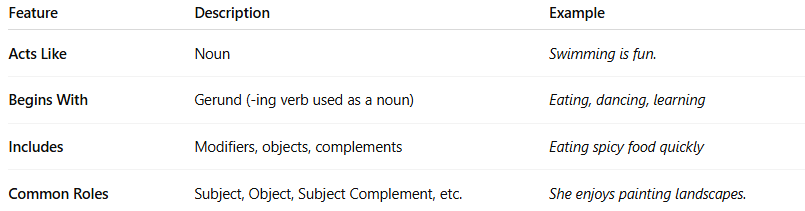 Feature Description Example
Acts Like Noun Swimming is fun.
Begins With Gerund (-ing verb used as a noun) Eating, dancing, learning
Includes Modifiers, objects, complements Eating spicy food quickly
Common Roles Subject, Object, Subject Complement, etc. She enjoys painting landscapes.